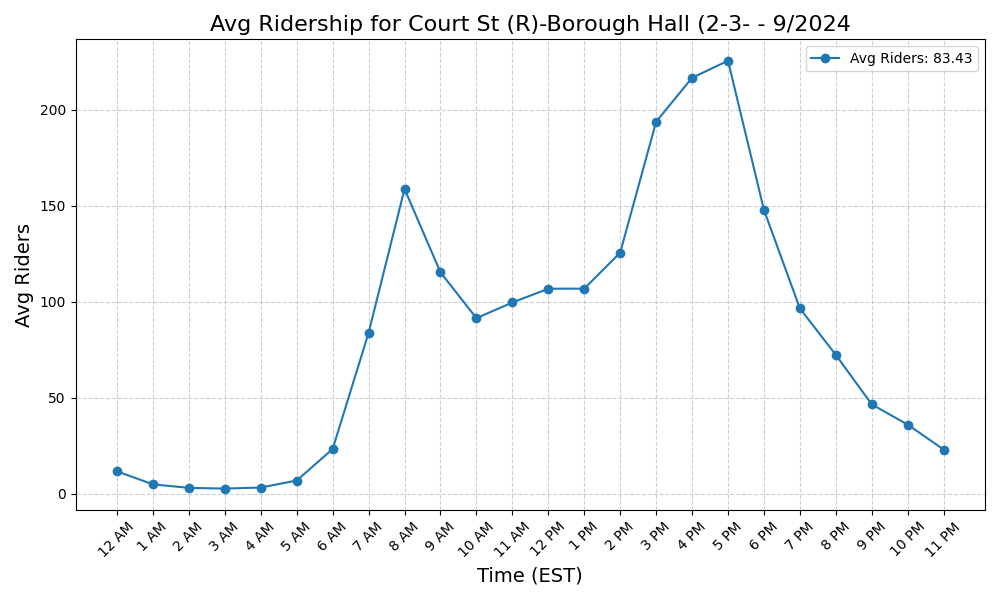 Avg Ridership for Court St (R)-Borough Hall (2-3- - 9/2024
Avg Riders: 83.43
Avg Riders
200
150
100
50
0
12 AM
1 AM
2 AM
3 AM
4 AM
5 AM
6 AM
7 AM
8 AM
9 AM
10 AM
11 AM
12 PM
1 PM
2 PM
3 PM
4 PM
5 PM
6 PM
7 PM
8 PM
9 PM
10 PM
11 PM
Time (EST)